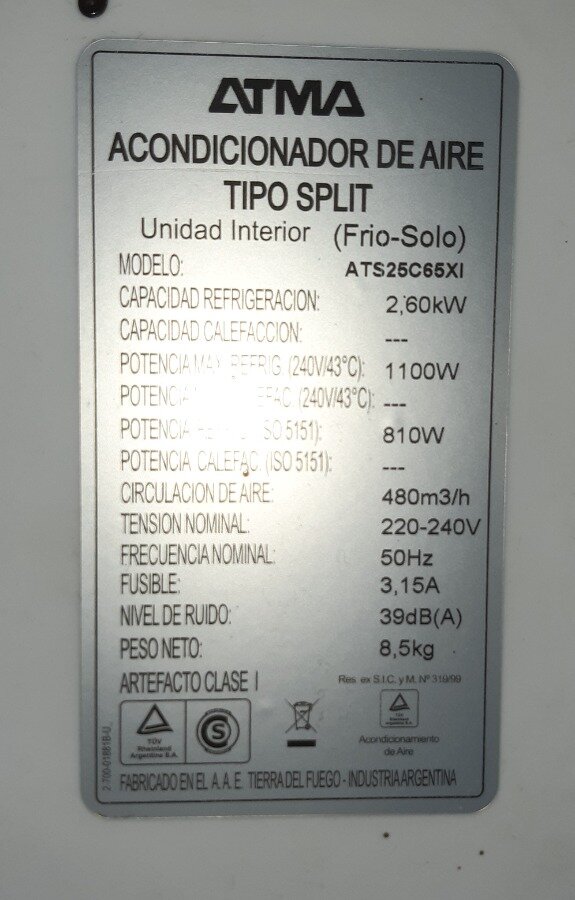 ATMA
ACONDICIONADOR DE AIRE
TIPO SPLIT
Unidad Interior (Frio-Solo)
MODELO: ATS25C65XI
CAPACIDAD REFRIGERACION: 2,60kW
CAPACIDAD CALEFACCION: ---
POTENCIA MAX REFRIG. (240V/43°C): 1100W
POTENCIA (240V/43°C): ---
POTENCIA 5151): 810W
POTENCIA CALEFAC. (ISO 5151): ---
CIRCULACION DE AIRE: 480m3/h
TENSION NOMINAL: 220-240V
FRECUENCIA NOMINAL: 50Hz
FUSIBLE: 3,15A
NIVEL DE RUIDO: 39dB(A)
PESO NETO: 8,5kg
ARTEFACTO CLASE I
Res. ex S.I.C. y M. Nº 319/99
TÜV
Rheinland
Argentina S.A.
S
TÜV
Rheinland
Argentina S.A.
Acondicionamiento
de Aire
FABRICADO EN EL A.A.E. TIERRA DEL FUEGO - INDUSTRIA ARGENTINA